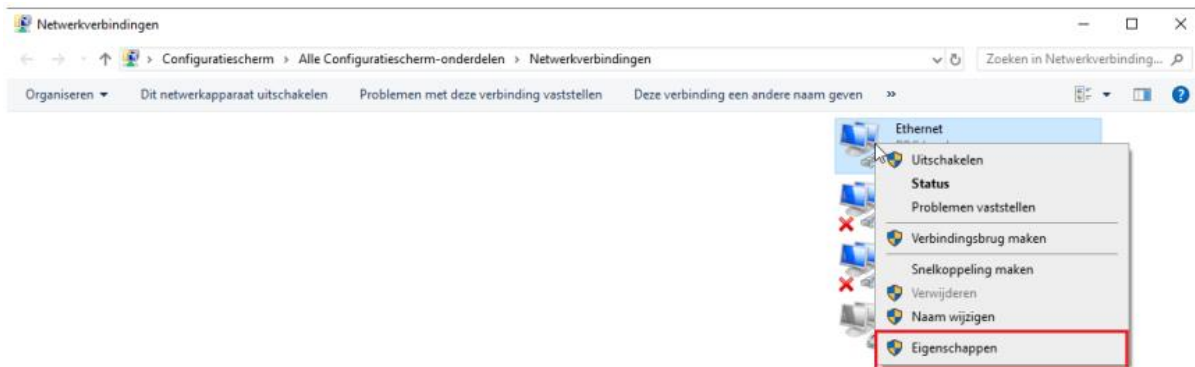 Netwerkverbindingen
Configuratiescherm > Alle Configuratiescherm-onderdelen > Netwerkverbindingen
Zoeken in Netwerkverbinding...
Organiseren Dit netwerkapparaat uitschakelen Problemen met deze verbinding vaststellen Deze verbinding een andere naam geven »
Ethernet
Uitschakelen
Status
Problemen vaststellen
Verbindingsbrug maken
Snelkoppeling maken
Verwijderen
Naam wijzigen
Eigenschappen